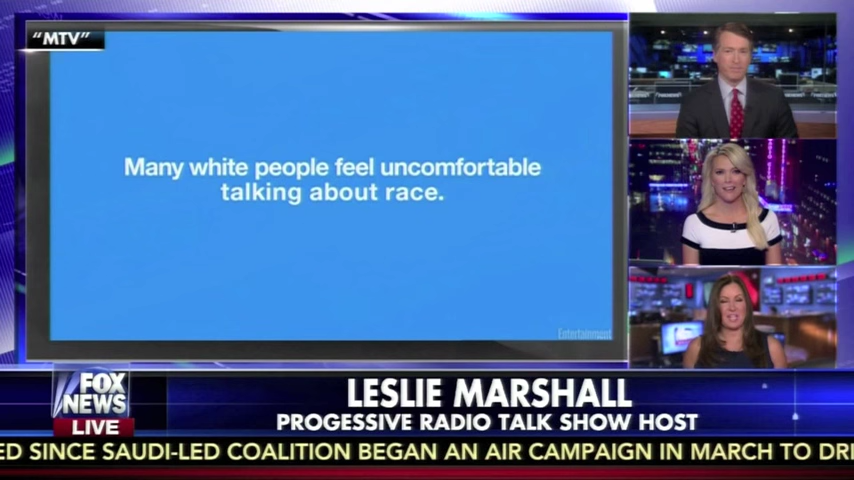 "MTV"
Many white people feel uncomfortable
talking about race.
Entertainment
FOX
NEWS
LIVE
LESLIE MARSHALL
PROGESSIVE RADIO TALK SHOW HOST
ED SINCE SAUDI-LED COALITION BEGAN AN AIR CAMPAIGN IN MARCH TO DRI